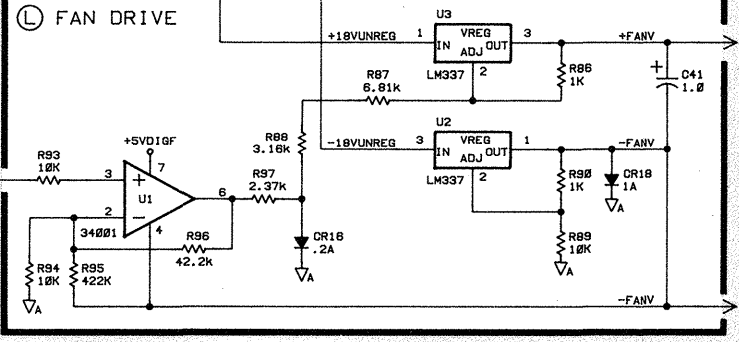 L FAN DRIVE
U3
+18VUNREG 1 IN VREG OUT 3 +FANV
ADJ
LM337 2
R87
6.81k
R86
1K
+ C41
1.0
+5VDIGF
R88
3.16k
U2
-18VUNREG 3 IN VREG OUT 1 -FANV
ADJ
LM337 2
R93
10K
7
3 +
U1
2 -
6
4
34001
R97
2.37k
R90
1K
CR18
1A
A
R96
42.2k
CR16
.2A
A
R89
10K
A
R94
10K
A
R95
422K
-FANV